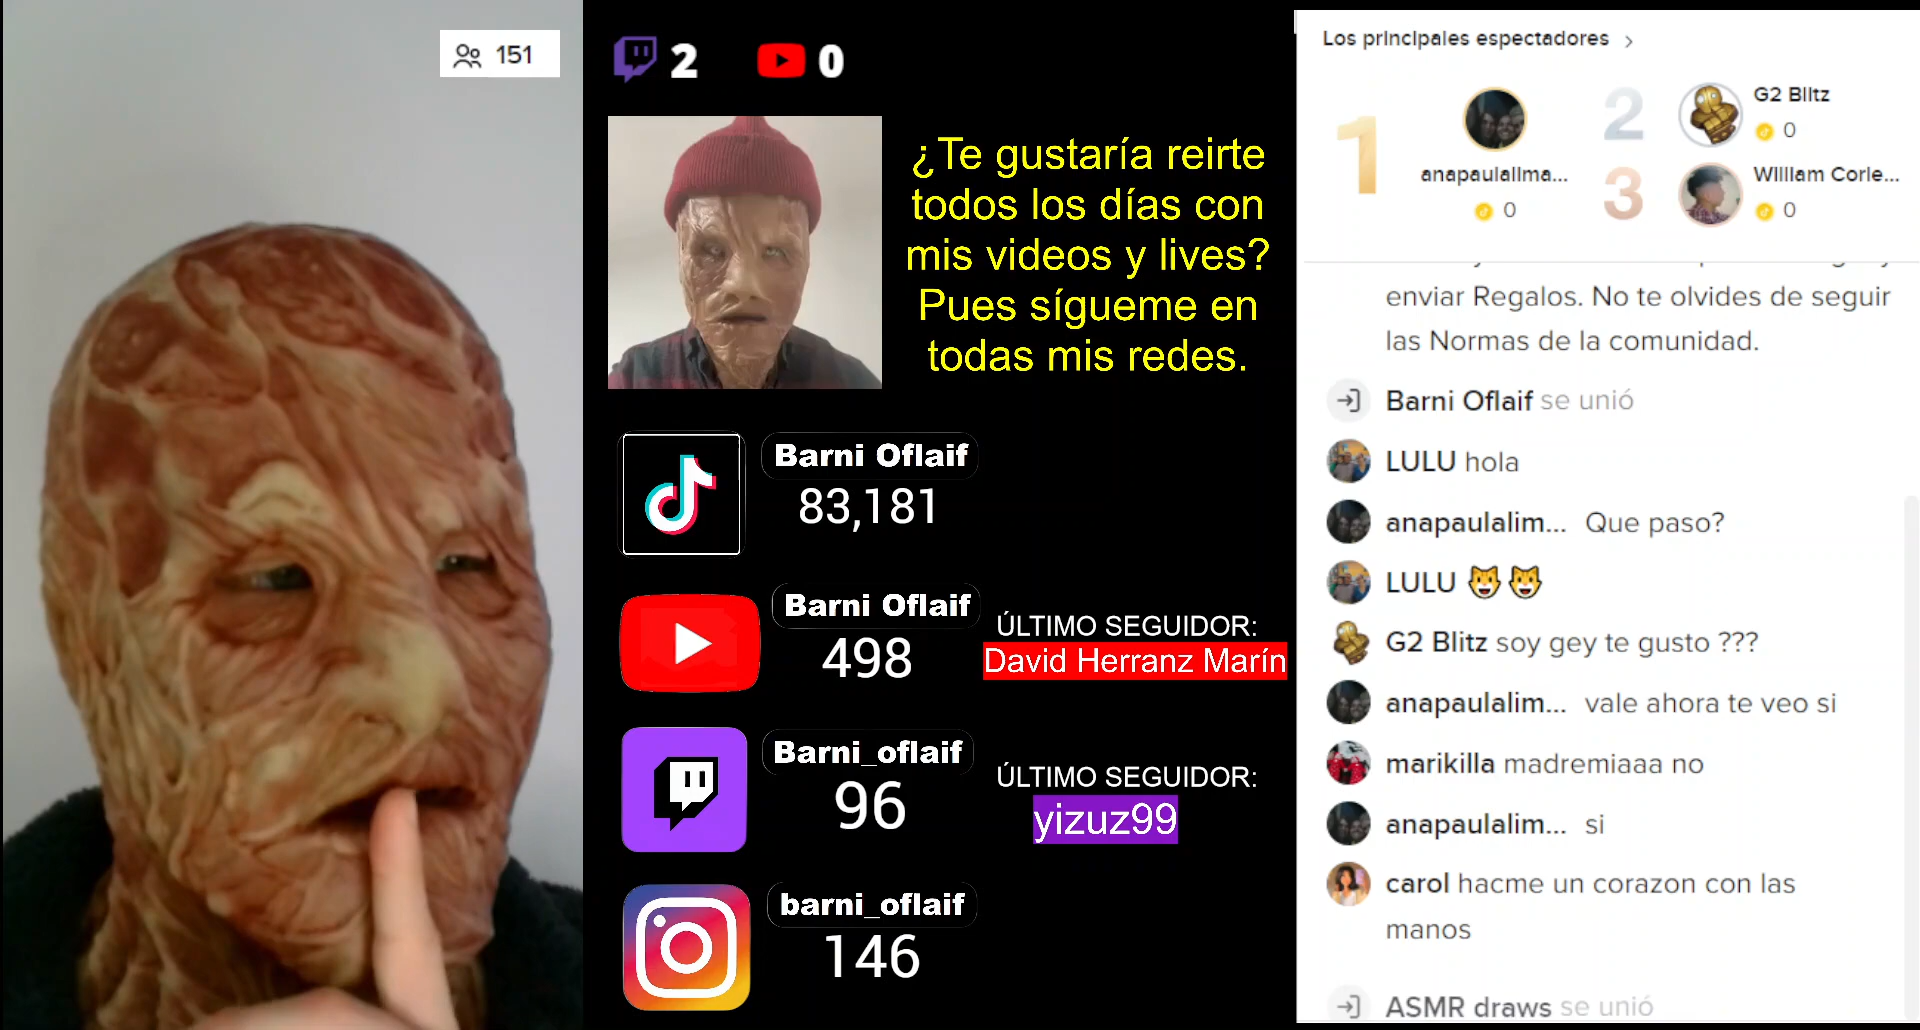 151
2
0
¿Te gustaría reirte
todos los días con
mis videos y lives?
Pues sígueme en
todas mis redes.
Barni Oflaif
83,181
Barni Oflaif
498
ÚLTIMO SEGUIDOR:
David Herranz Marín
Barni_oflaif
96
ÚLTIMO SEGUIDOR:
yizuz99
barni_oflaif
146
Los principales espectadores
1
anapaulalima...
0
2
G2 Blitz
0
3
William Corle...
0
enviar Regalos. No te olvides de seguir
las Normas de la comunidad.
Barni Oflaif se unió
LULU hola
anapaulalim... Que paso?
LULU 😺 😺
G2 Blitz soy gey te gusto ???
anapaulalim... vale ahora te veo si
marikilla madremiaaa no
anapaulalim... si
carol hacme un corazon con las
manos
ASMR draws se unió